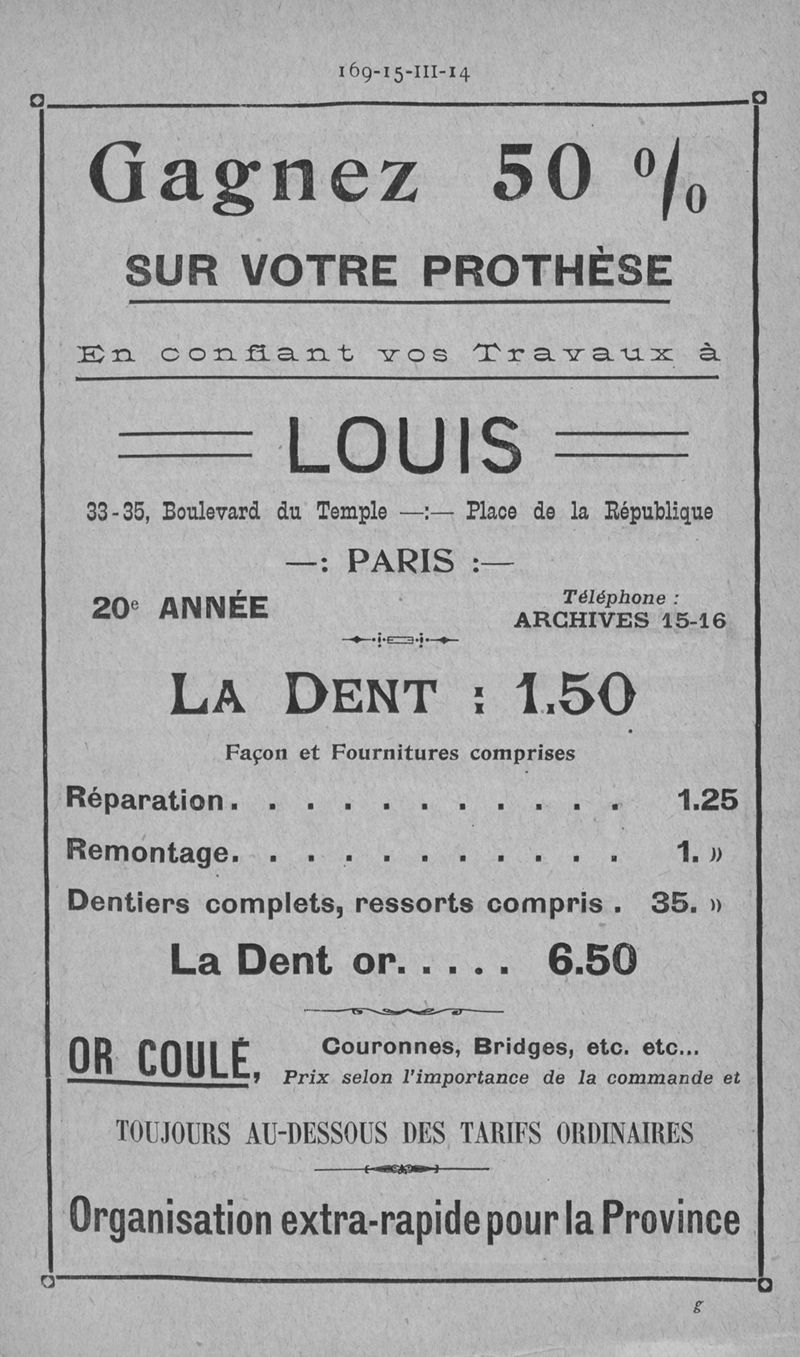 169-15-III-14
Gagnez 50 %
SUR VOTRE PROTHÈSE
En confiant vos Travaux à
LOUIS
33-35, Boulevard du Temple —:— Place de la République
—: PARIS :—
20e ANNÉE
Téléphone :
ARCHIVES 15-16
LA DENT : 1.50
Façon et Fournitures comprises
Réparation. . . . . . . . . . . 1.25
Remontage. . . . . . . . . . . 1. »
Dentiers complets, ressorts compris . 35. »
La Dent or. . . . . 6.50
OR COULÉ,
Couronnes, Bridges, etc. etc...
Prix selon l'importance de la commande et
TOUJOURS AU-DESSOUS DES TARIFS ORDINAIRES
Organisation extra-rapide pour la Province
g